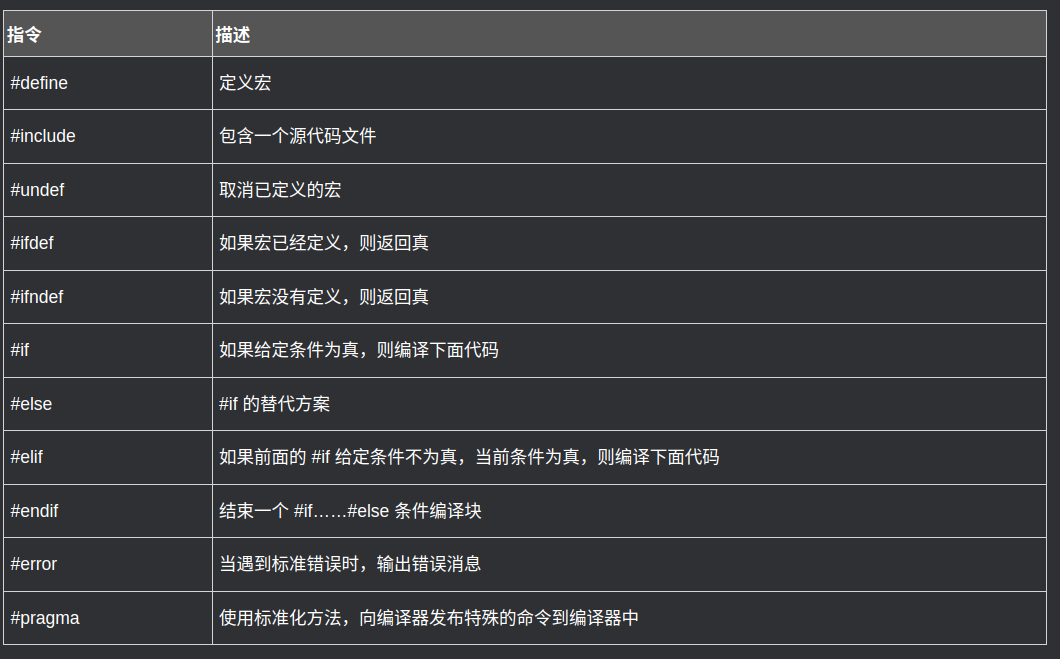 指令 描述
#define 定义宏
#include 包含一个源代码文件
#undef 取消已定义的宏
#ifdef 如果宏已经定义，则返回真
#ifndef 如果宏没有定义，则返回真
#if 如果给定条件为真，则编译下面代码
#else #if 的替代方案
#elif 如果前面的 #if 给定条件不为真，当前条件为真，则编译下面代码
#endif 结束一个 #if……#else 条件编译块
#error 当遇到标准错误时，输出错误消息
#pragma 使用标准化方法，向编译器发布特殊的命令到编译器中